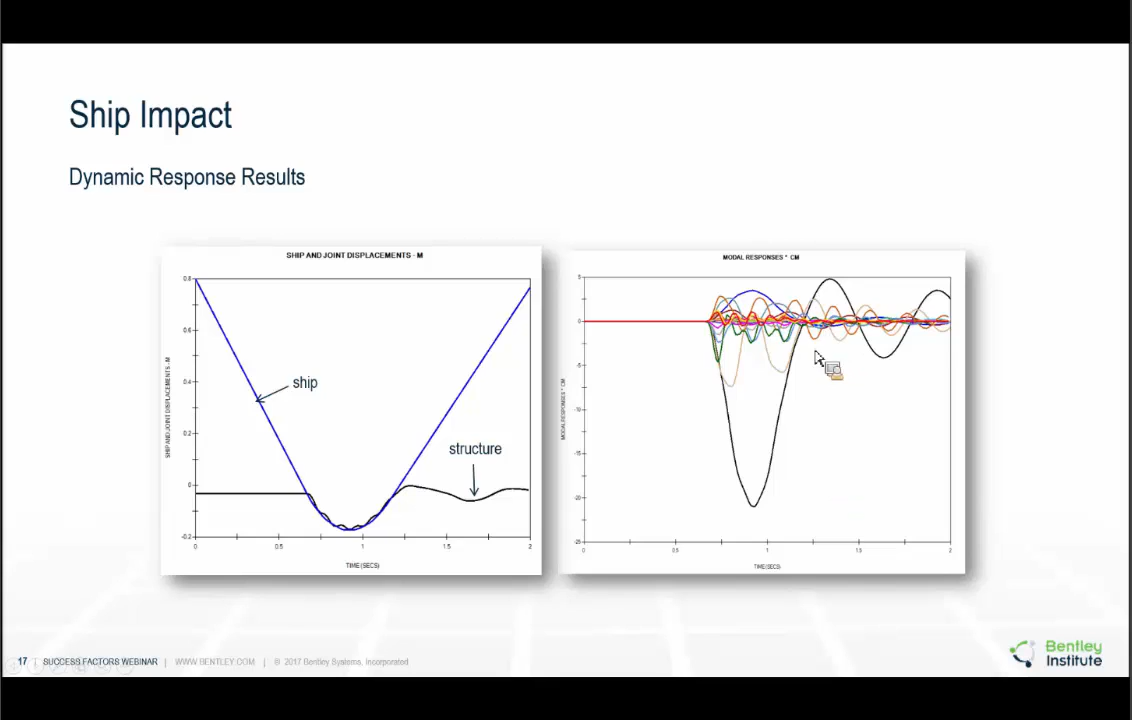 Ship Impact
Dynamic Response Results
SHIP AND JOINT DISPLACEMENTS - M
SHIP AND JOINT DISPLACEMENTS - M
0.8
0.6
0.4
0.2
0
-0.2
0
0.5
1
1.5
2
TIME (SECS)
ship
structure
MODAL RESPONSES * CM
MODAL RESPONSES * CM
5
0
-5
-10
-15
-20
-25
0
0.5
1
1.5
2
TIME (SECS)
17 | SUCCESS FACTORS WEBINAR | WWW.BENTLEY.COM | © 2017 Bentley Systems, Incorporated
Bentley
Institute